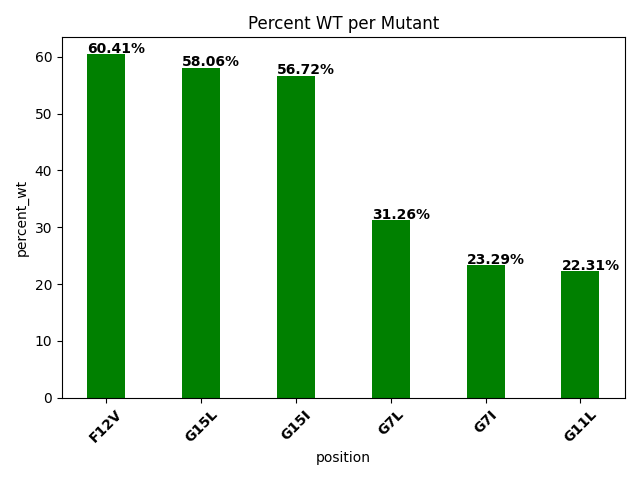 Percent WT per Mutant
60.41%
58.06%
56.72%
31.26%
23.29%
22.31%
percent_wt
60
50
40
30
20
10
0
F12V
G15L
G15I
G7L
G7I
G11L
position